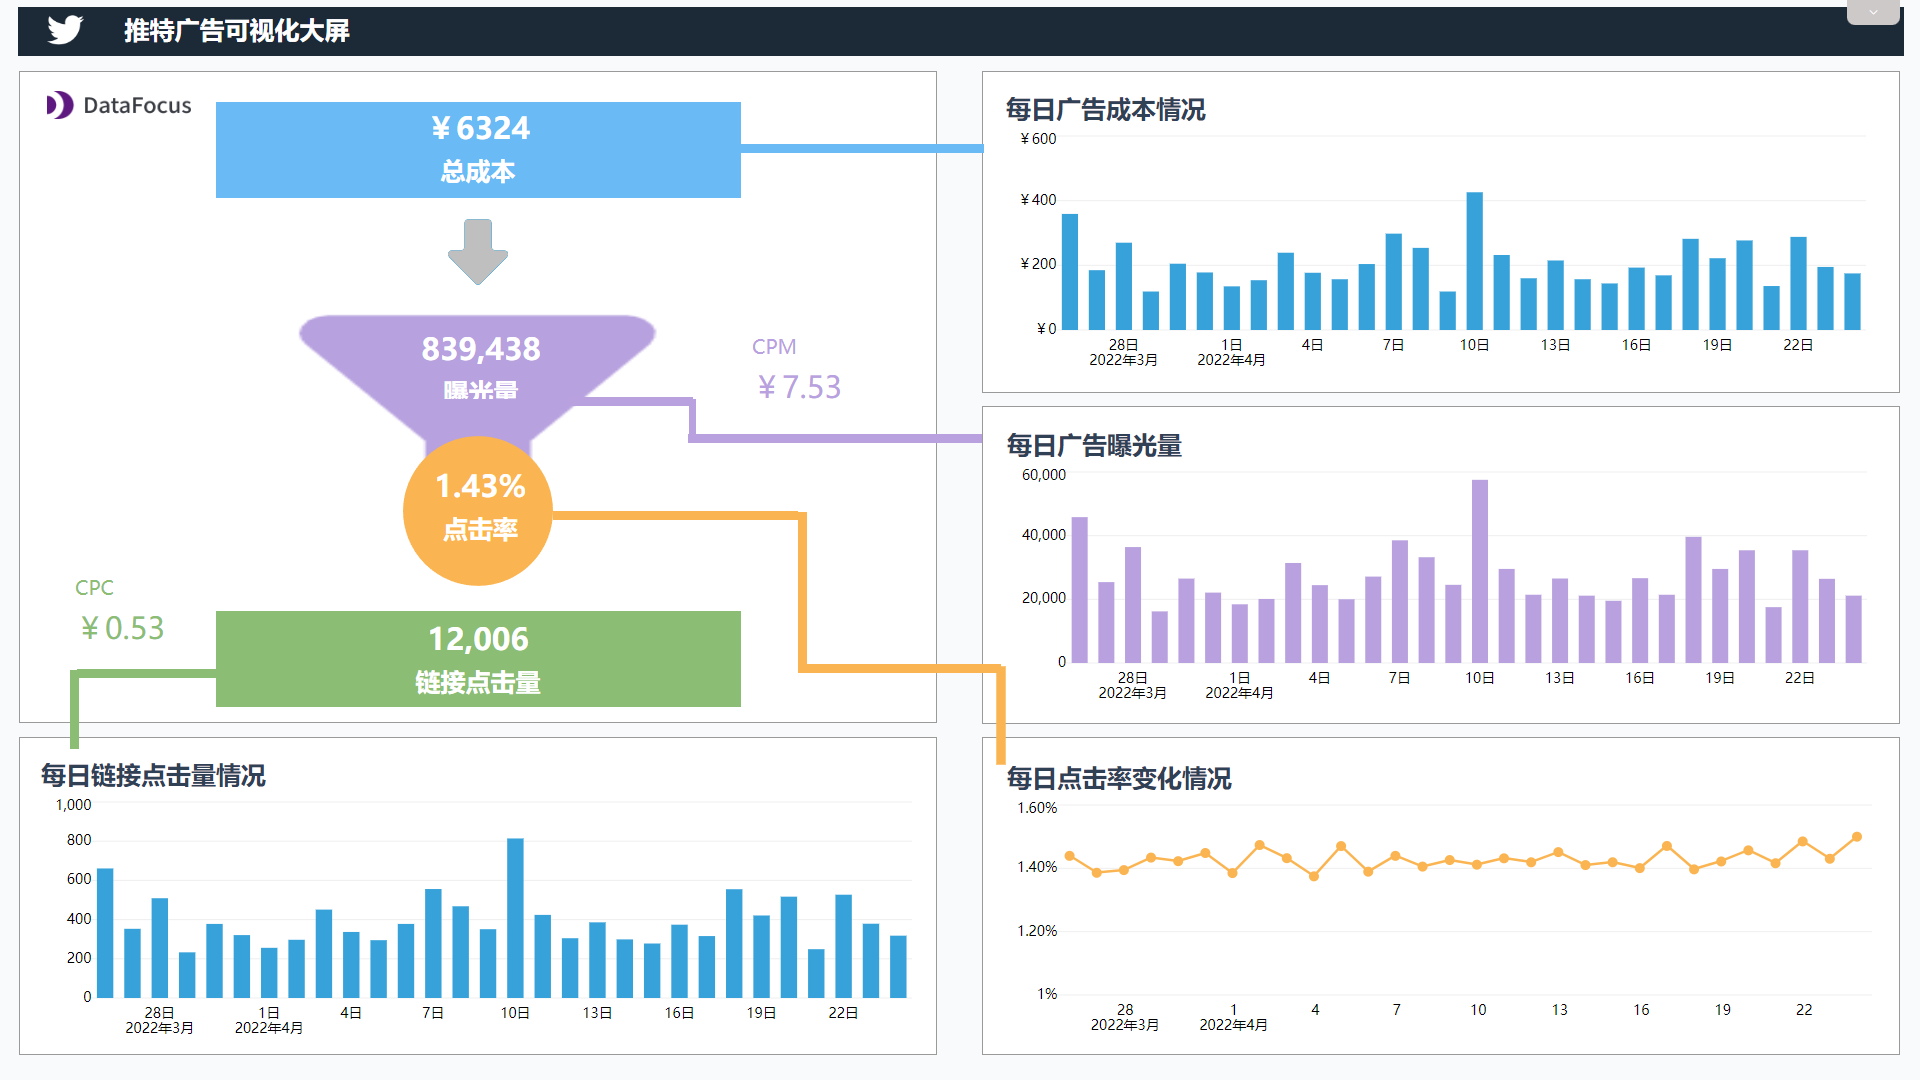 推特广告可视化大屏
DataFocus
¥6324
总成本
839,438
曝光量
CPM
¥7.53
1.43%
点击率
CPC
¥0.53
12,006
链接点击量
每日广告成本情况
¥600
¥400
¥200
¥0
28日 1日 4日 7日 10日 13日 16日 19日 22日
2022年3月 2022年4月
每日广告曝光量
60,000
40,000
20,000
0
28日 1日 4日 7日 10日 13日 16日 19日 22日
2022年3月 2022年4月
每日链接点击量情况
1,000
800
600
400
200
0
28日 1日 4日 7日 10日 13日 16日 19日 22日
2022年3月 2022年4月
每日点击率变化情况
1.60%
1.40%
1.20%
1%
28 1 4 7 10 13 16 19 22
2022年3月 2022年4月